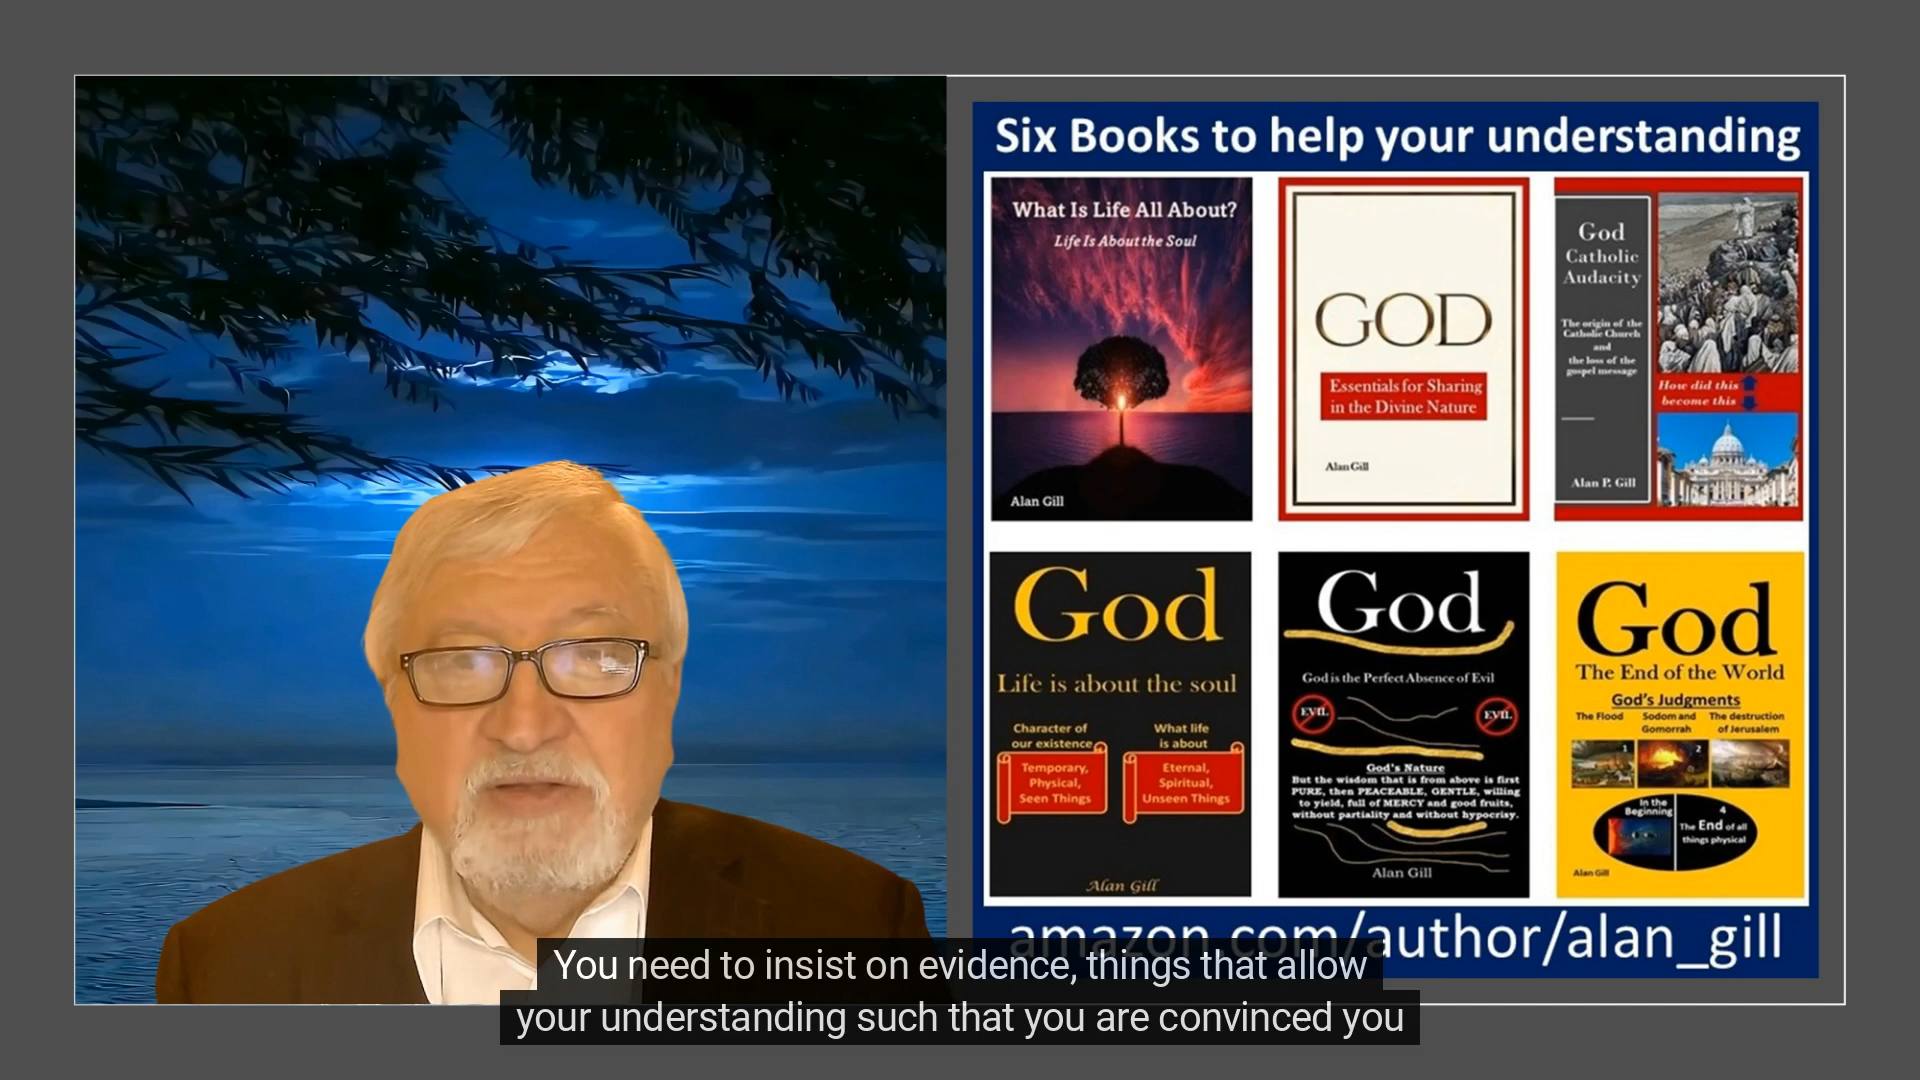 Six Books to help your understanding
What Is Life All About?
Life Is About the Soul
Alan Gill
GOD
Essentials for Sharing
in the Divine Nature
Alan Gill
God
Catholic
Audacity
The origin of the
Catholic Church
and
the loss of the
gospel message
How did this
become this
Alan P. Gill
God
Life is about the soul
Character of
our existence
Temporary,
Physical,
Seen Things
What life
is about
Eternal,
Spiritual,
Unseen Things
Alan Gill
God
God is the Perfect Absence of Evil
EVIL
EVIL
God's Nature
But the wisdom that is from above is first
PURE, then PEACEABLE, GENTLE, willing
to yield, full of MERCY and good fruits,
without partiality and without hypocrisy.
Alan Gill
God
The End of the World
God's Judgments
The Flood
Sodom and
Gomorrah
The destruction
of Jerusalem
1
2
3
In the
Beginning
4
The End of all
things physical
Alan Gill
amazon.com/author/alan_gill
You need to insist on evidence, things that allow
your understanding such that you are convinced you